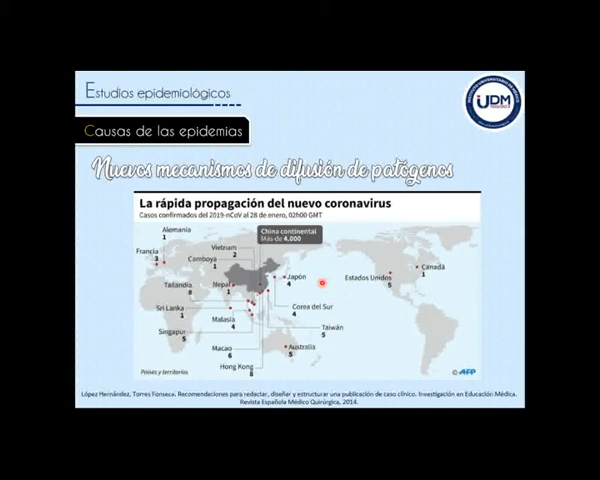 Estudios epidemiológicos
UDM
Causas de las epidemias
Nuevos mecanismos de difusión de patógenos
La rápida propagación del nuevo coronavirus
Casos confirmados del 2019-nCoV al 28 de enero, 02h00 GMT
Alemania
1
China continental
Más de 4.000
Francia
3
Vietnam
2
Camboya
1
Tailandia
8
Nepal
1
Japón
4
Estados Unidos
5
Canadá
1
Sri Lanka
1
Malasia
4
Corea del Sur
4
Singapur
5
Taiwán
5
Macao
6
Australia
5
Hong Kong
8
Países y territorios
© AFP
López Hernández, Torres Fonseca. Recomendaciones para redactar, diseñar y estructurar una publicación de caso clínico. Investigación en Educación Médica.
Revista Española Médico Quirúrgica, 2014.